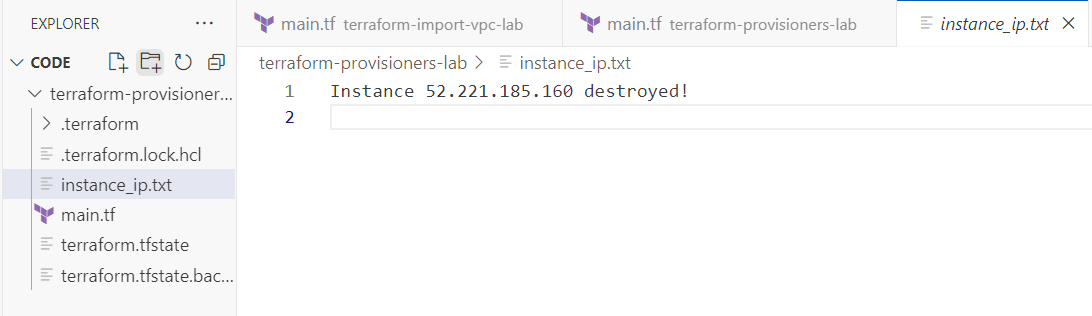 EXPLORER ···
main.tf terraform-import-vpc-lab
main.tf terraform-provisioners-lab
instance_ip.txt
CODE
terraform-provisioners-lab > instance_ip.txt
terraform-provisioner...
.terraform
.terraform.lock.hcl
instance_ip.txt
main.tf
terraform.tfstate
terraform.tfstate.bac...
1 Instance 52.221.185.160 destroyed!
2